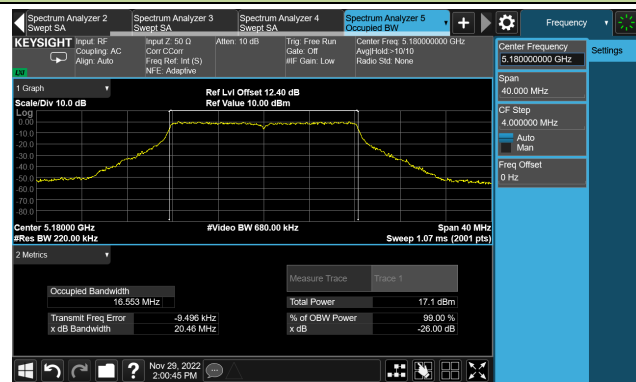 Spectrum Analyzer 2
Swept SA
Spectrum Analyzer 3
Swept SA
Spectrum Analyzer 4
Swept SA
Spectrum Analyzer 5
Occupied BW
Frequency
KEYSIGHT
Input: RF
Coupling: AC
Align: Auto
Input Z: 50 Ω
Corr CCorr
Freq Ref: Int (S)
NFE: Adaptive
Atten: 10 dB
Trig: Free Run
Gate: Off
#IF Gain: Low
Center Freq: 5.180000000 GHz
Avg|Hold:>10/10
Radio Std: None
Center Frequency
5.180000000 GHz
Settings
Span
40.000 MHz
CF Step
4.000000 MHz
Auto
Man
Freq Offset
0 Hz
1 Graph
Scale/Div 10.0 dB
Ref Lvl Offset 12.40 dB
Ref Value 10.00 dBm
Log
0.00
-10.0
-20.0
-30.0
-40.0
-50.0
-60.0
-70.0
-80.0
Center 5.18000 GHz
#Video BW 680.00 kHz
Span 40 MHz
#Res BW 220.00 kHz
Sweep 1.07 ms (2001 pts)
2 Metrics
Measure Trace
Trace 1
Occupied Bandwidth
16.553 MHz
Total Power
17.1 dBm
Transmit Freq Error
-9.496 kHz
% of OBW Power
99.00 %
x dB Bandwidth
20.46 MHz
x dB
-26.00 dB
Nov 29, 2022
2:00:45 PM